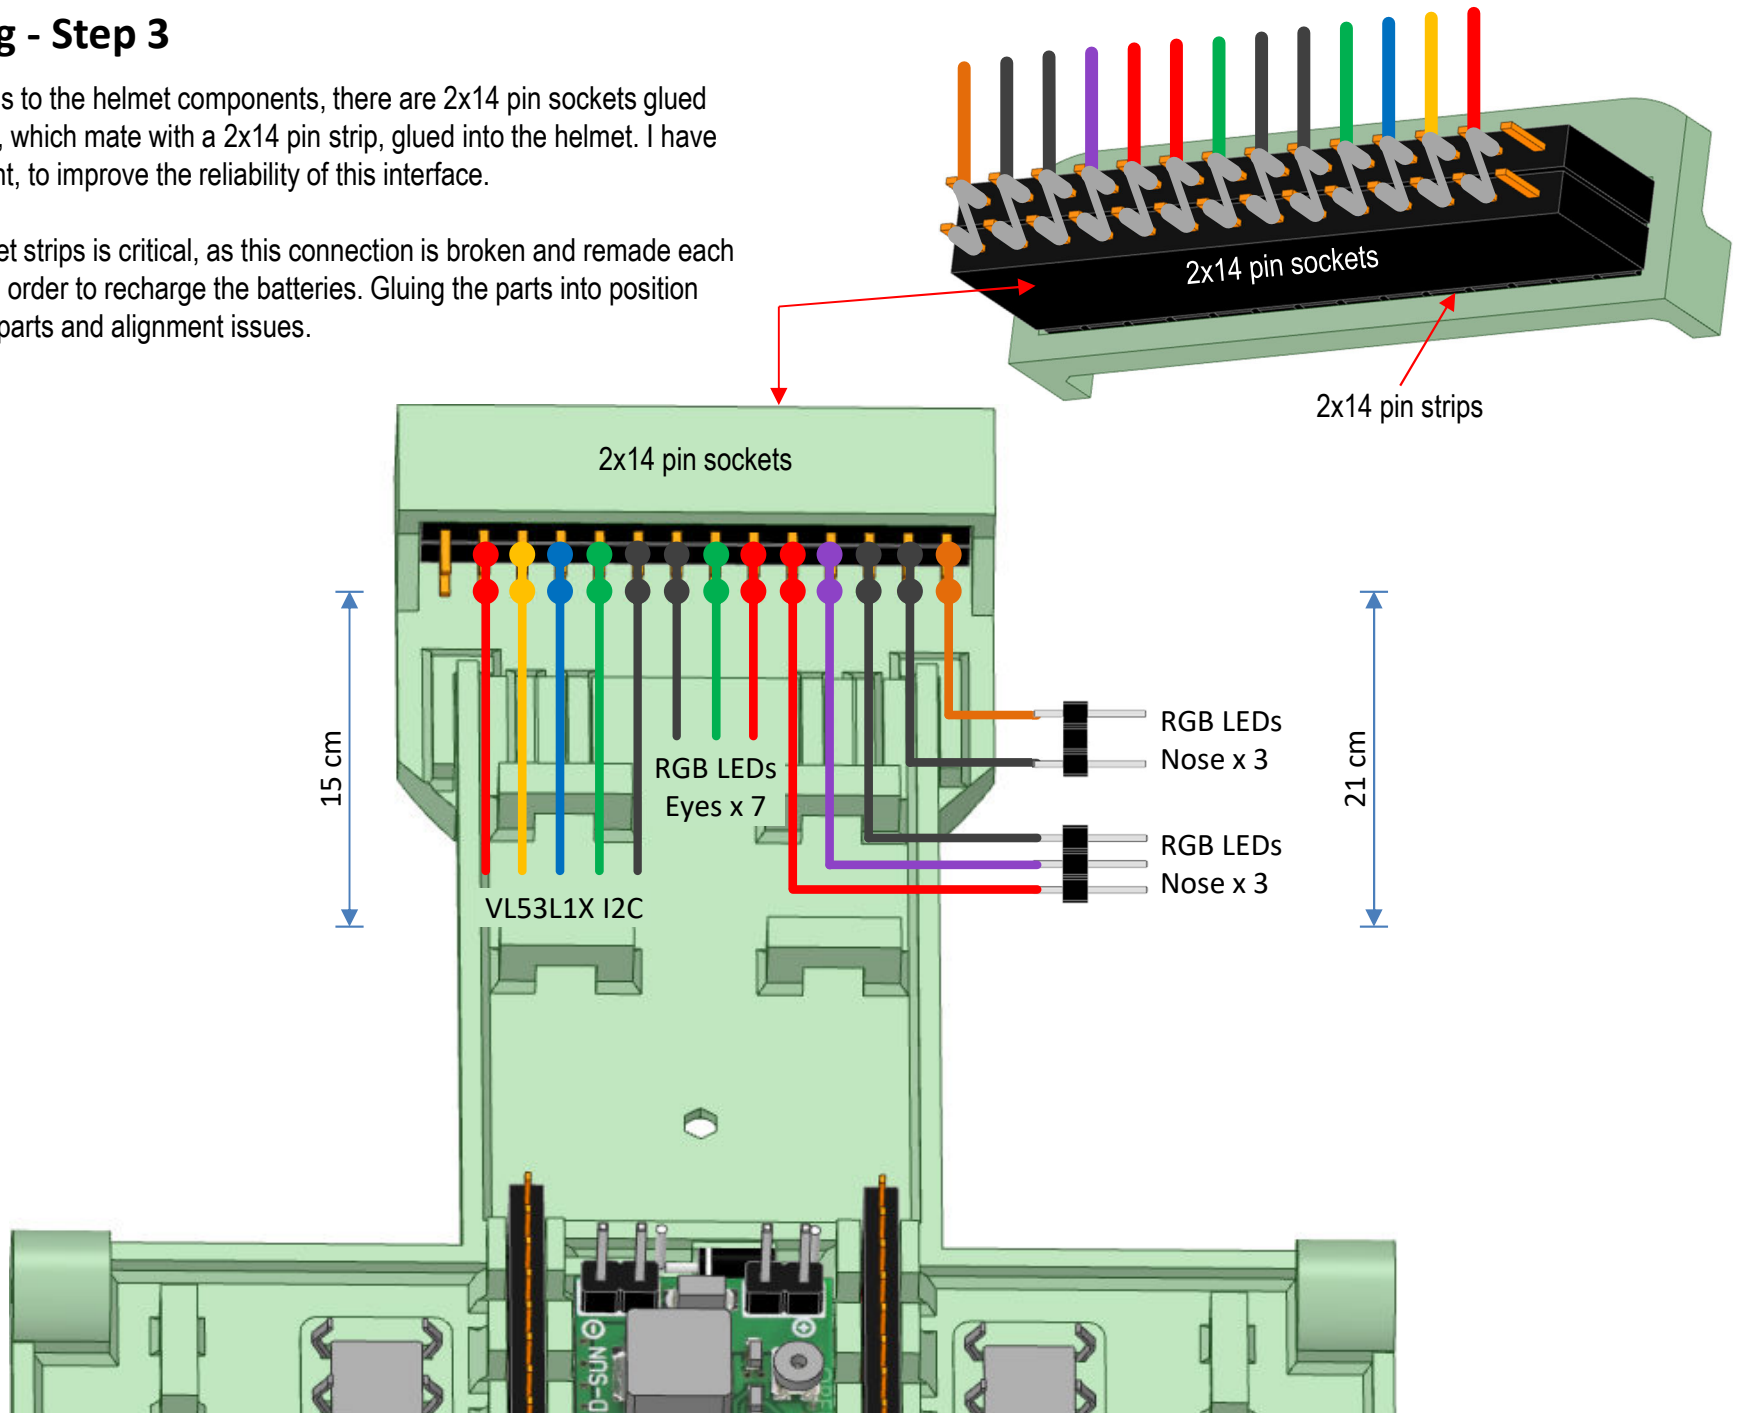 g - Step 3
s to the helmet components, there are 2x14 pin sockets glued
, which mate with a 2x14 pin strip, glued into the helmet. I have
nt, to improve the reliability of this interface.
et strips is critical, as this connection is broken and remade each
order to recharge the batteries. Gluing the parts into position
parts and alignment issues.
2x14 pin sockets
2x14 pin strips
2x14 pin sockets
15 cm
21 cm
RGB LEDs
Nose x 3
RGB LEDs
Eyes x 7
RGB LEDs
Nose x 3
VL53L1X I2C
D-SUN